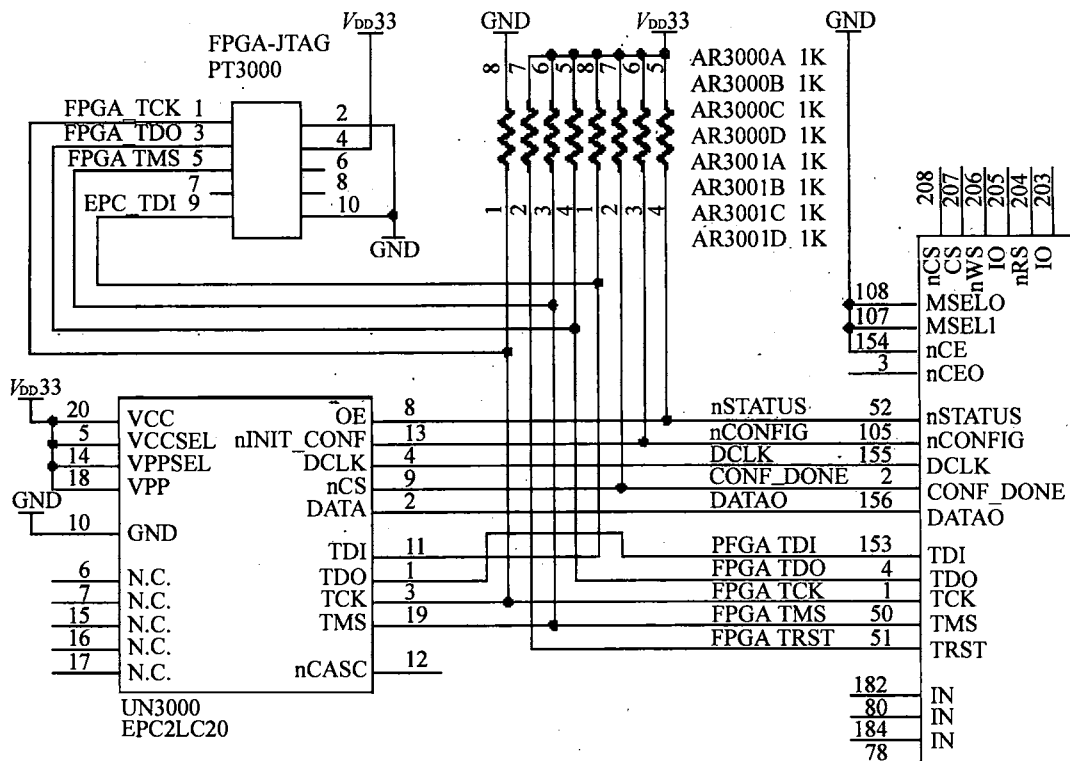 VDD33
GND
VDD33
GND
FPGA-JTAG
PT3000
FPGA_TCK 1
FPGA_TDO 3
FPGA TMS 5
7
EPC_TDI 9
2
4
6
8
10
GND
8 7 6 5 8 7 6 5
1 2 3 4 1 2 3 4
AR3000A 1K
AR3000B 1K
AR3000C 1K
AR3000D 1K
AR3001A 1K
AR3001B 1K
AR3001C 1K
AR3001D 1K
208 207 206 205 204 203
nCS CS nWS IO nRS IO
108 MSELO
107 MSEL1
154 nCE
3 nCEO
VDD33
20 VCC
5 VCCSEL
14 VPPSEL
18 VPP
GND
10 GND
6 N.C.
7 N.C.
15 N.C.
16 N.C.
17 N.C.
OE 8
nINIT_CONF 13
DCLK 4
nCS 9
DATA 2
TDI 11
TDO 1
TCK 3
TMS 19
nCASC 12
UN3000
EPC2LC20
nSTATUS 52 nSTATUS
nCONFIG 105 nCONFIG
DCLK 155 DCLK
CONF_DONE 2 CONF_DONE
DATAO 156 DATAO
PFGA TDI 153 TDI
FPGA TDO 4 TDO
FPGA TCK 1 TCK
FPGA TMS 50 TMS
FPGA TRST 51 TRST
182 IN
80 IN
184 IN
78